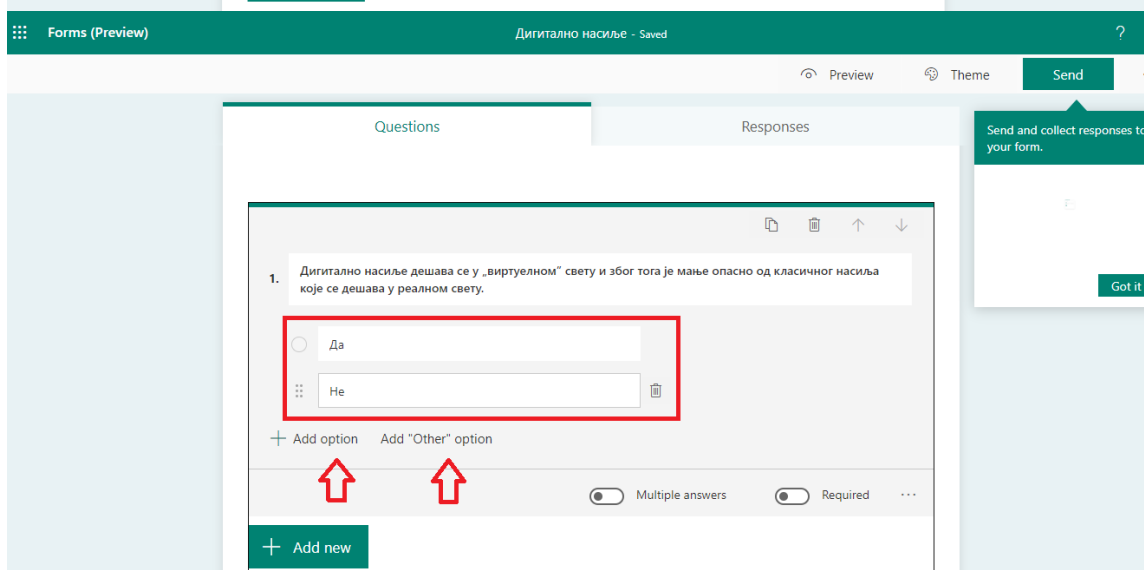 Forms (Preview)
Дигитално насиље - Saved
?
Preview
Theme
Send
Questions
Responses
Send and collect responses to
your form.
Got it
1.
Дигитално насиље дешава се у „виртуелном” свету и због тога је мање опасно од класичног насиља
које се дешава у реалном свету.
Да
Не
Add option
Add "Other" option
Multiple answers
Required
Add new